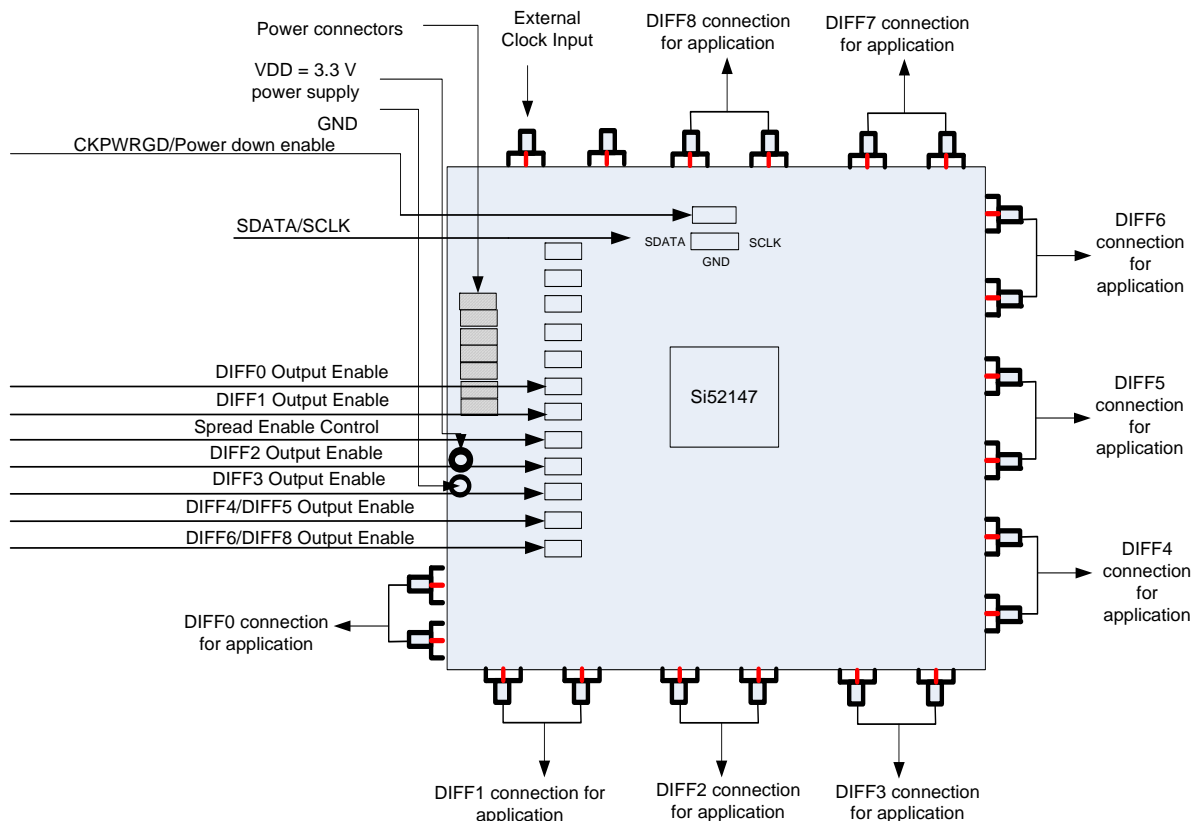 Power connectors
External
Clock Input
DIFF8 connection
for application
DIFF7 connection
for application
VDD = 3.3 V
power supply
GND
CKPWRGD/Power down enable
SDATA/SCLK
SDATA
SCLK
GND
DIFF6
connection
for
application
DIFF0 Output Enable
DIFF1 Output Enable
Spread Enable Control
DIFF2 Output Enable
DIFF3 Output Enable
DIFF4/DIFF5 Output Enable
DIFF6/DIFF8 Output Enable
Si52147
DIFF5
connection
for
application
DIFF4
connection
for
application
DIFF0 connection
for application
DIFF1 connection for
application
DIFF2 connection
for application
DIFF3 connection
for application